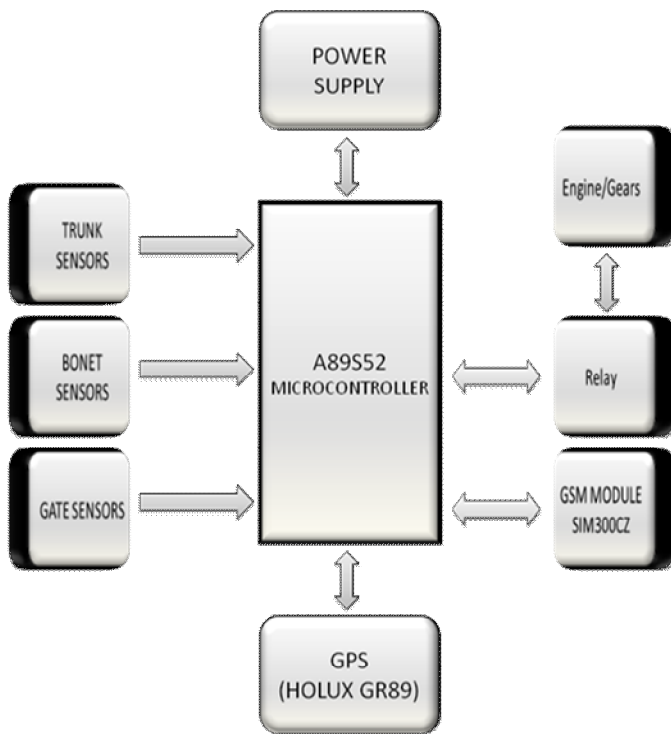 POWER
SUPPLY
Engine/Gears
TRUNK
SENSORS
BONET
SENSORS
A89S52
MICROCONTROLLER
Relay
GATE SENSORS
GSM MODULE
SIM300CZ
GPS
(HOLUX GR89)